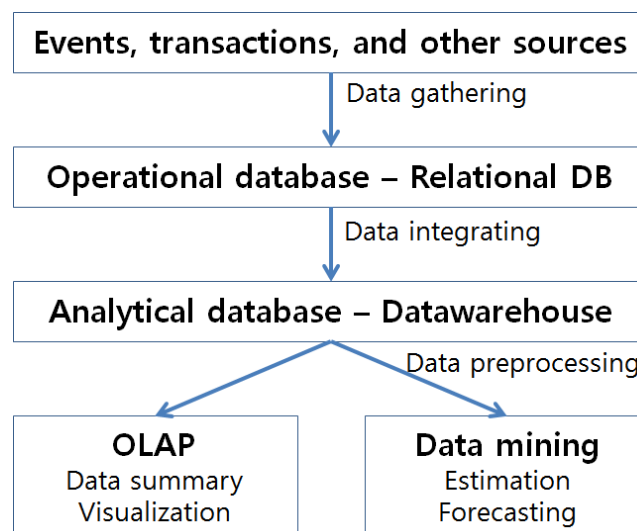 Events, transactions, and other sources
Data gathering
Operational database – Relational DB
Data integrating
Analytical database – Datawarehouse
Data preprocessing
OLAP
Data summary
Visualization
Data mining
Estimation
Forecasting